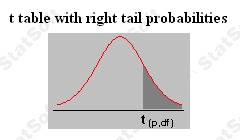 t table with right tail probabilities
t (p,df)